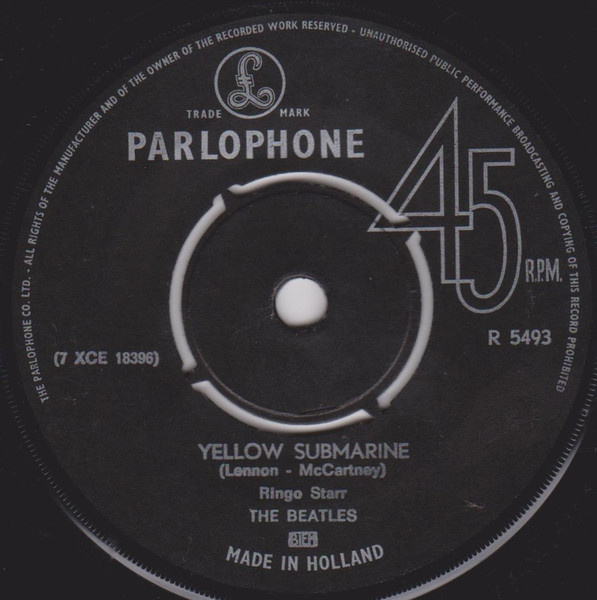 THE PARLOPHONE CO. LTD. - ALL RIGHTS OF THE MANUFACTURER AND OF THE OWNER OF THE RECORDED WORK RESERVED - UNAUTHORISED PUBLIC PERFORMANCE BROADCASTING AND COPYING OF THIS RECORD PROHIBITED
£
TRADE MARK
PARLOPHONE
45
R.P.M.
R 5493
(7 XCE 18396)
YELLOW SUBMARINE
(Lennon - McCartney)
Ringo Starr
THE BEATLES
BIEM
MADE IN HOLLAND